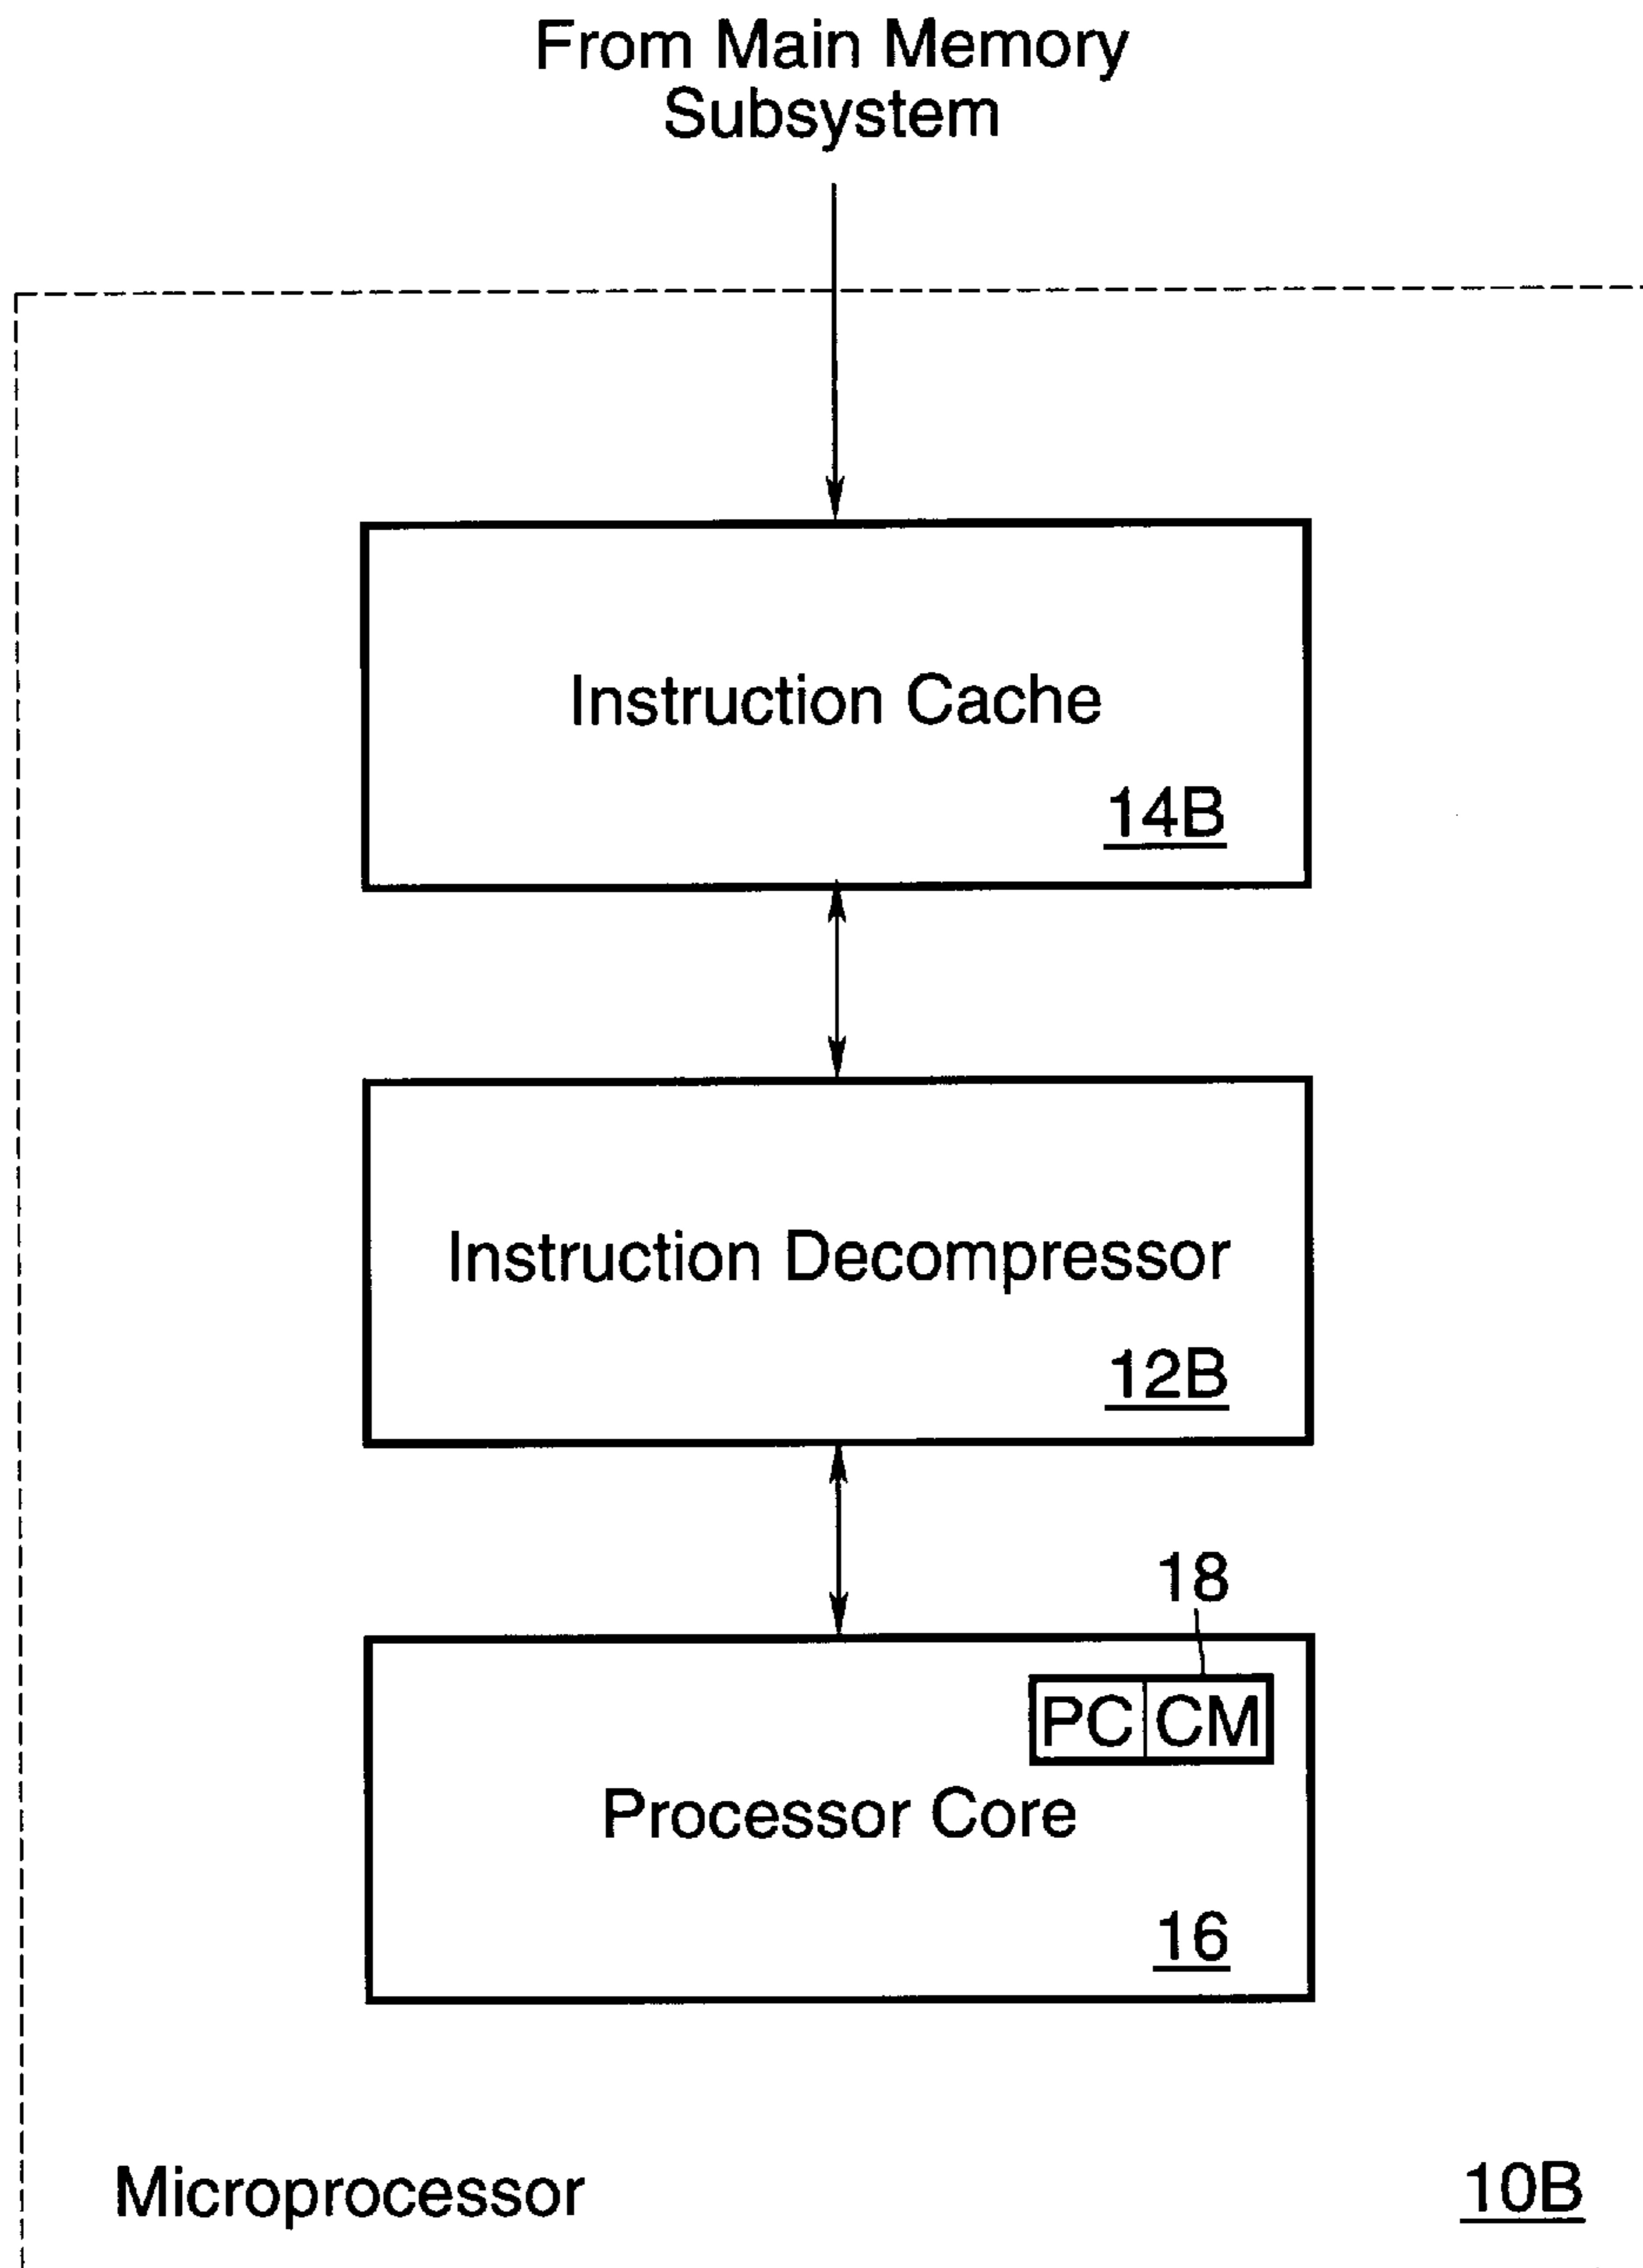 From Main Memory
Subsystem
Instruction Cache
14B
Instruction Decompressor
12B
18
PC CM
Processor Core
16
Microprocessor
10B